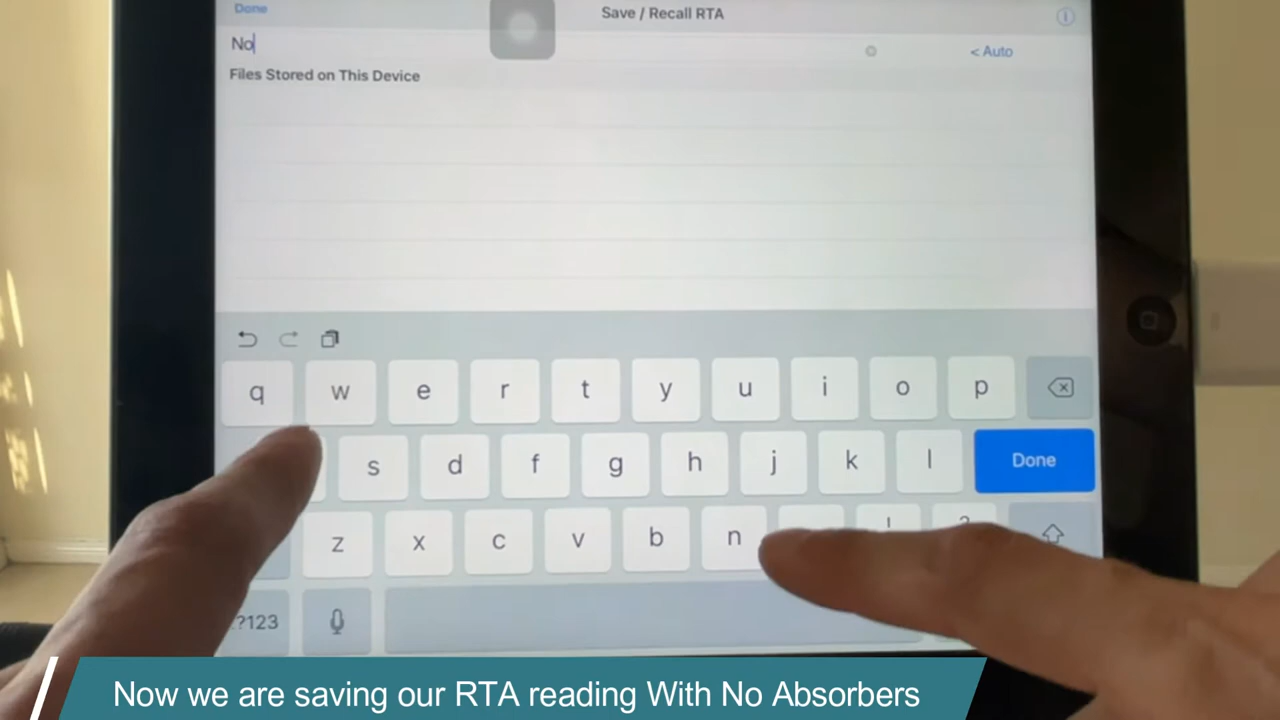 Done
Save / Recall RTA
No
< Auto
Files Stored on This Device
q w e r t y u i o p
s d f g h j k l Done
z x c v b n ! ?
.?123
Now we are saving our RTA reading With No Absorbers